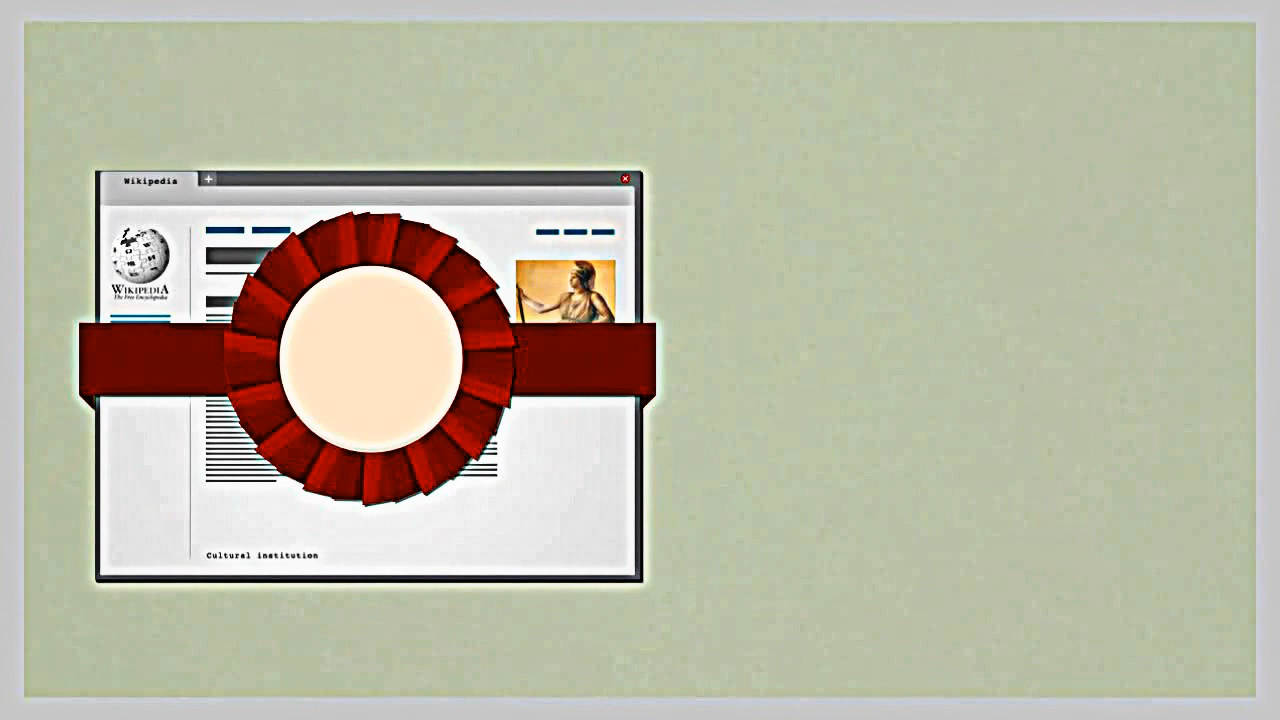 Wikipedia
+
WIKIPEDIA
The Free Encyclopedia
Cultural institution